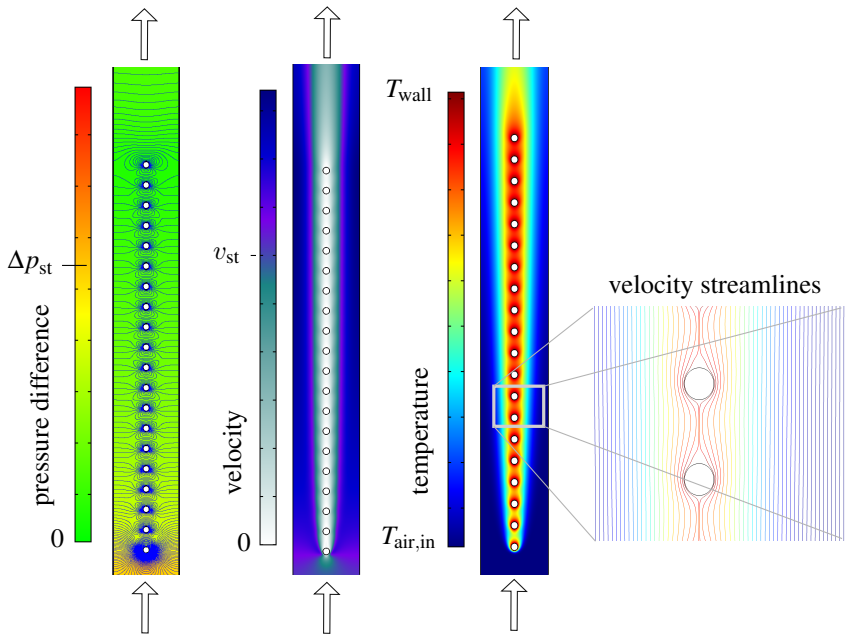 pressure difference
Δp_st
0
velocity
v_st
0
temperature
T_wall
T_air,in
velocity streamlines